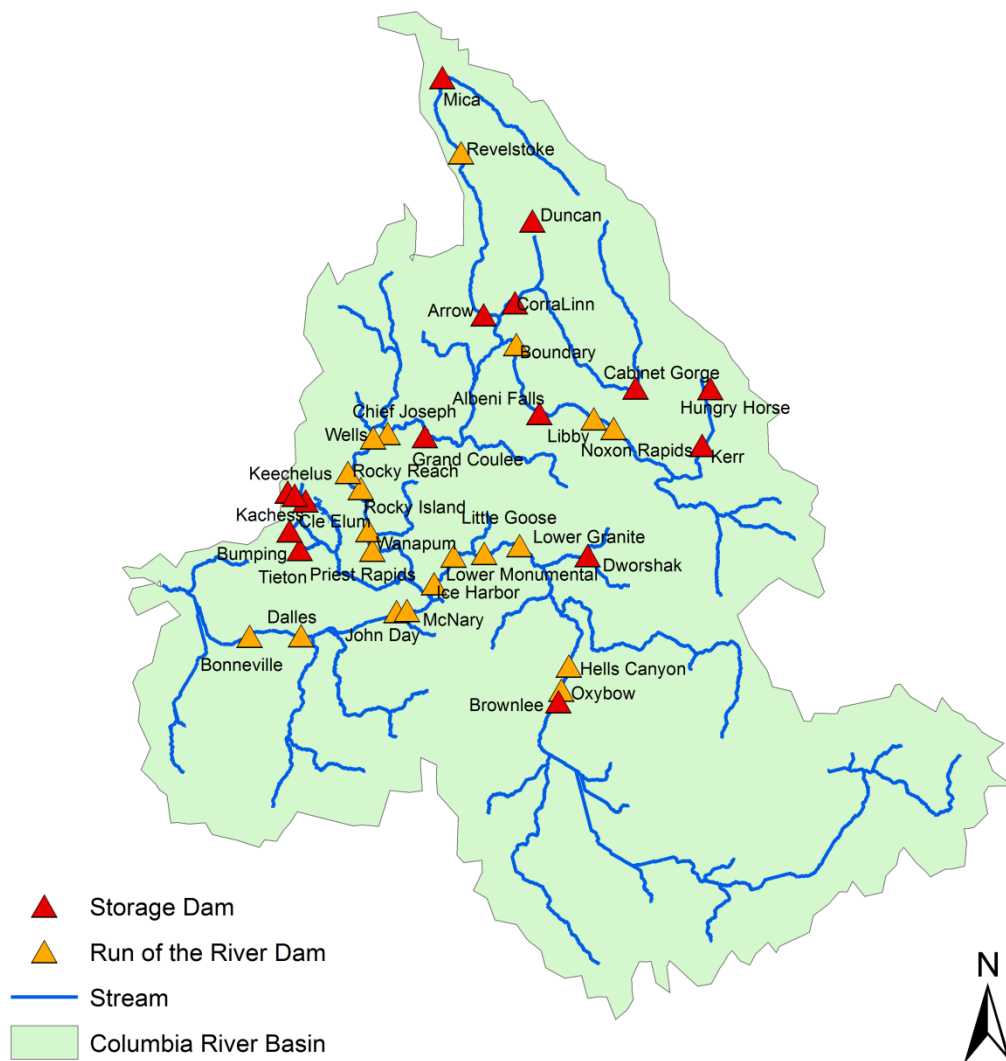 Mica
Revelstoke
Duncan
Arrow
CorraLinn
Boundary
Cabinet Gorge
Albeni Falls
Hungry Horse
Chief Joseph
Wells
Libby
Noxon Rapids
Kerr
Grand Coulee
Keechelus
Rocky Reach
Rocky Island
Kachess
Cle Elum
Little Goose
Wanapum
Lower Granite
Bumping
Tieton
Priest Rapids
Lower Monumental
Dworshak
Ice Harbor
Dalles
John Day
McNary
Bonneville
Hells Canyon
Oxybow
Brownlee
Storage Dam
Run of the River Dam
Stream
Columbia River Basin
N